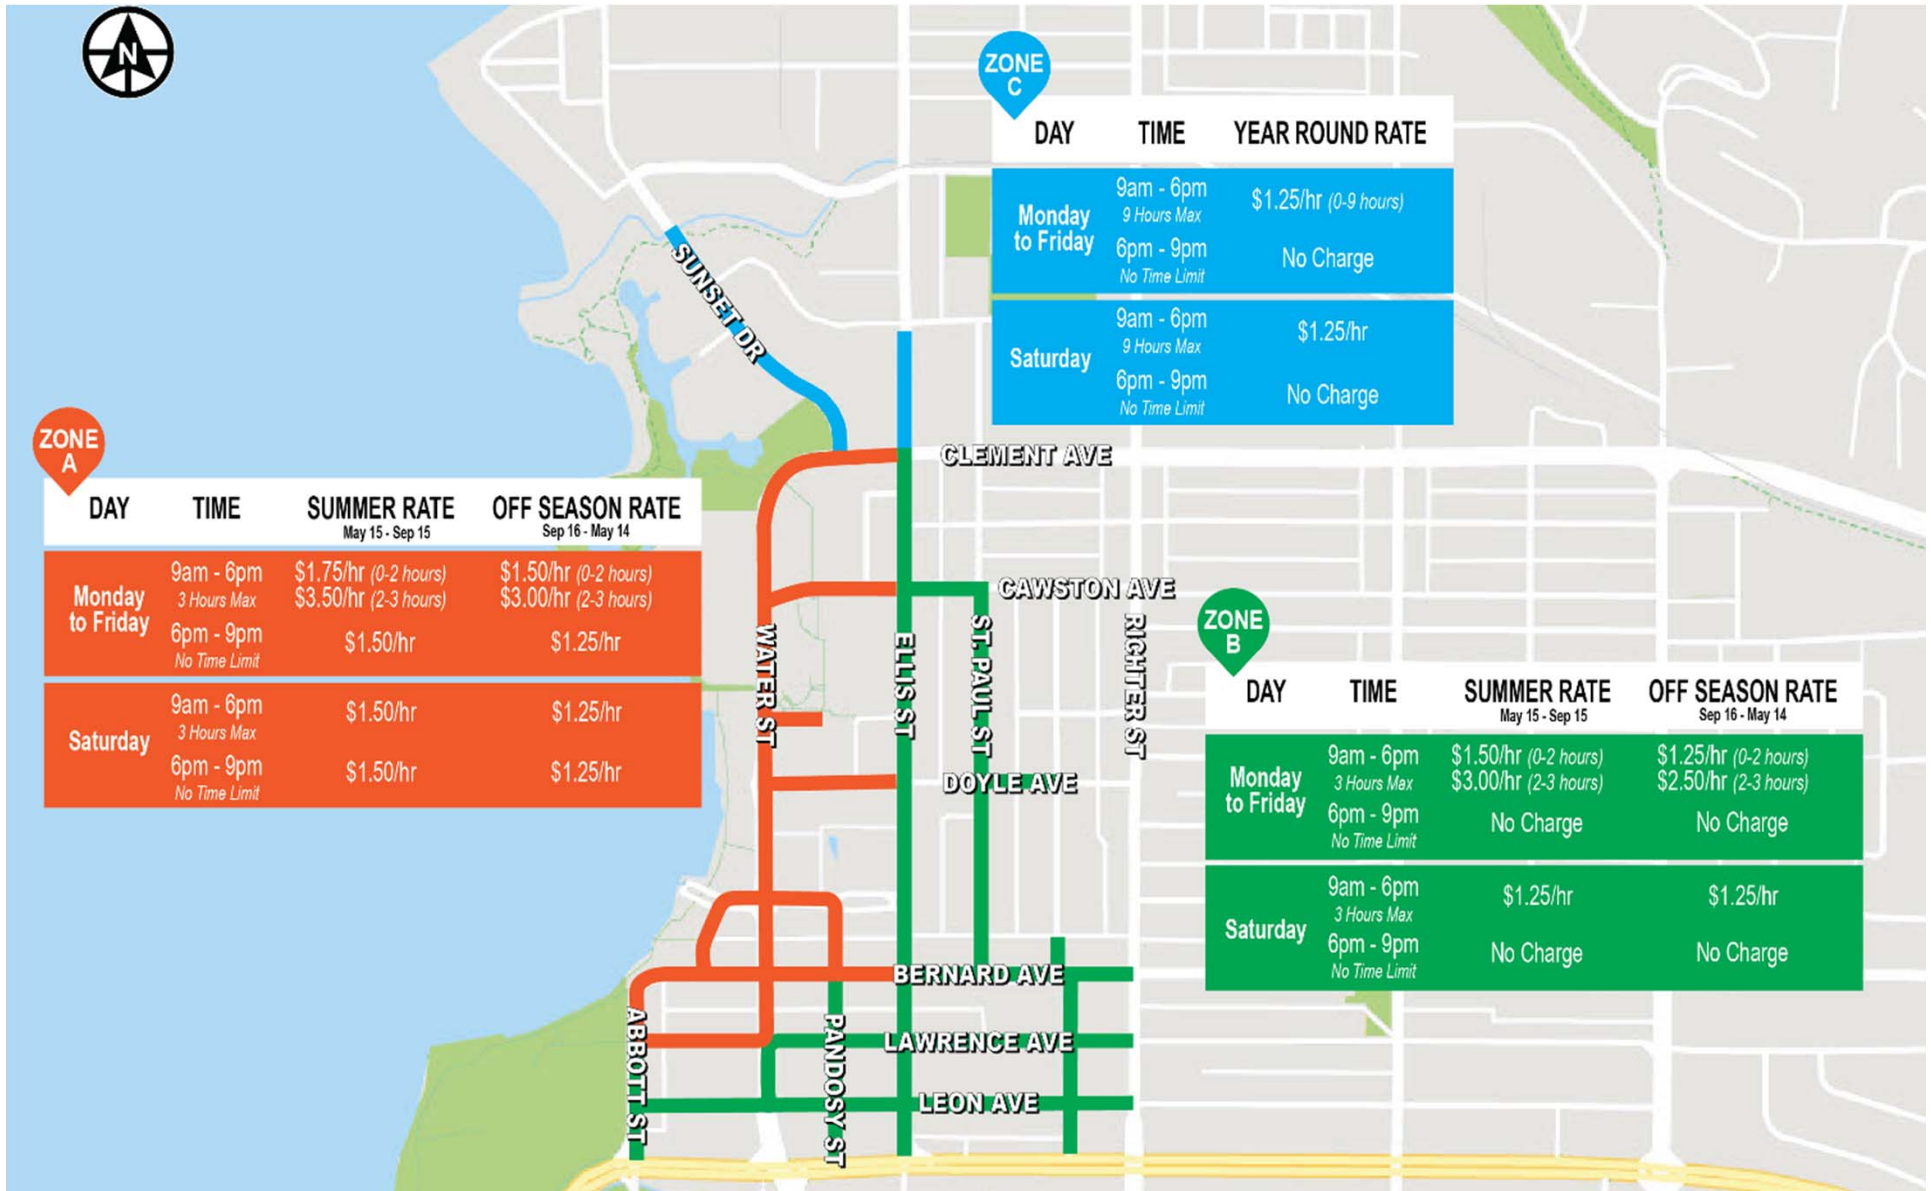 N
ZONE
C
DAY TIME YEAR ROUND RATE
Monday
to Friday
9am - 6pm
9 Hours Max
$1.25/hr (0-9 hours)
6pm - 9pm
No Time Limit
No Charge
Saturday
9am - 6pm
9 Hours Max
$1.25/hr
6pm - 9pm
No Time Limit
No Charge
SUNSET DR
CLEMENT AVE
ZONE
A
DAY TIME SUMMER RATE OFF SEASON RATE
May 15 - Sep 15 Sep 16 - May 14
Monday
to Friday
9am - 6pm
3 Hours Max
$1.75/hr (0-2 hours) $1.50/hr (0-2 hours)
$3.50/hr (2-3 hours) $3.00/hr (2-3 hours)
6pm - 9pm
No Time Limit
$1.50/hr $1.25/hr
Saturday
9am - 6pm
3 Hours Max
$1.50/hr $1.25/hr
6pm - 9pm
No Time Limit
$1.50/hr $1.25/hr
CAWSTON AVE
WATER ST
ELLIS ST
ST. PAUL ST
RICHTER ST
DOYLE AVE
ZONE
B
DAY TIME SUMMER RATE OFF SEASON RATE
May 15 - Sep 15 Sep 16 - May 14
Monday
to Friday
9am - 6pm
3 Hours Max
$1.50/hr (0-2 hours) $1.25/hr (0-2 hours)
$3.00/hr (2-3 hours) $2.50/hr (2-3 hours)
6pm - 9pm
No Time Limit
No Charge No Charge
Saturday
9am - 6pm
3 Hours Max
$1.25/hr $1.25/hr
6pm - 9pm
No Time Limit
No Charge No Charge
BERNARD AVE
ABBOTT ST
PANDOSY ST
LAWRENCE AVE
LEON AVE